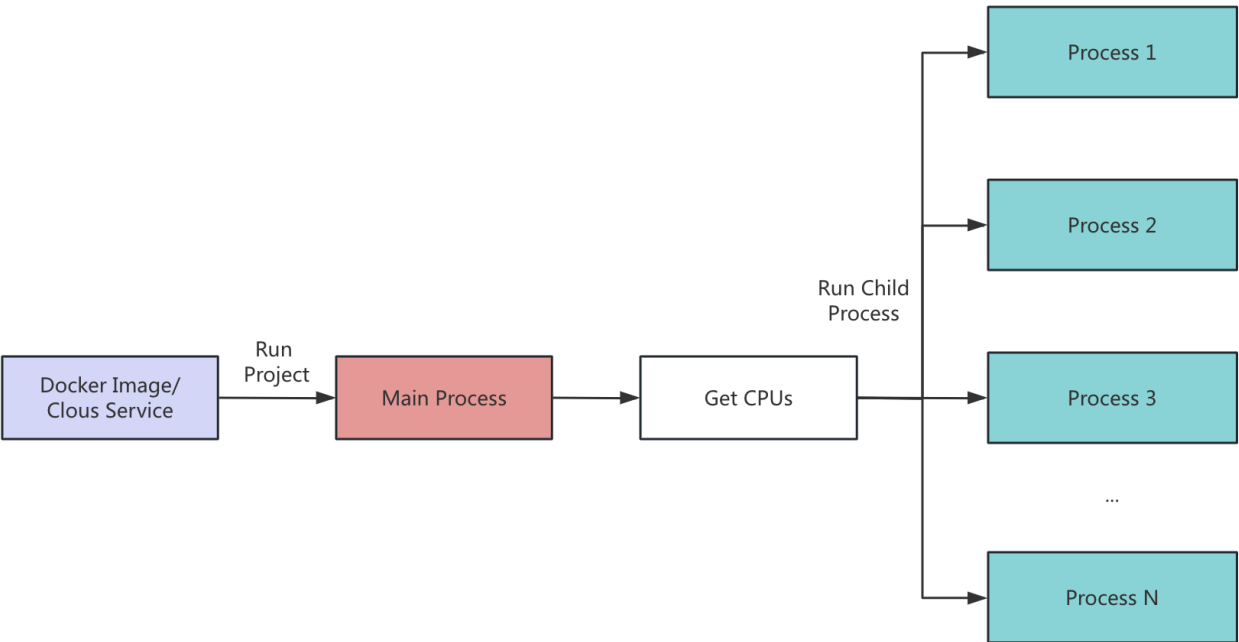 Process 1
Process 2
Run Child
Process
Run
Project
Docker Image/
Clous Service
Main Process
Get CPUs
Process 3
...
Process N